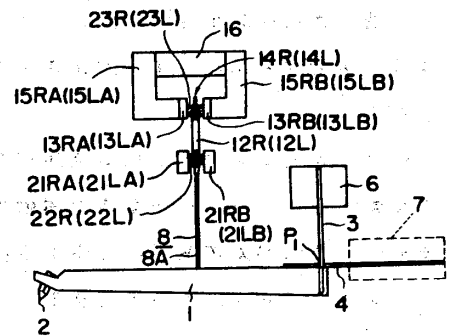 23R(23L)
16
14R(14L)
15RA(15LA)
15RB(15LB)
13RA(13LA)
13RB(13LB)
12R(12L)
21RA(21LA)
6
7
22R(22L)
21RB
(21LB)
3
8
P1
8A
4
2
1